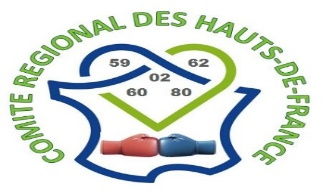 COMITE REGIONAL DES HAUTS-DE-FRANCE
59 62
02
60 80